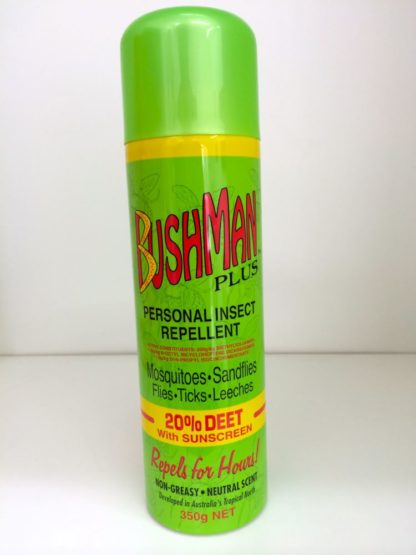 BUSHMAN
PLUS
PERSONAL INSECT
REPELLENT
Mosquitoes • Sandflies
Flies • Ticks • Leeches
20% DEET
With SUNSCREEN
Repels for Hours!
NON-GREASY • NEUTRAL SCENT
Developed in Australia's Tropical North
350g NET